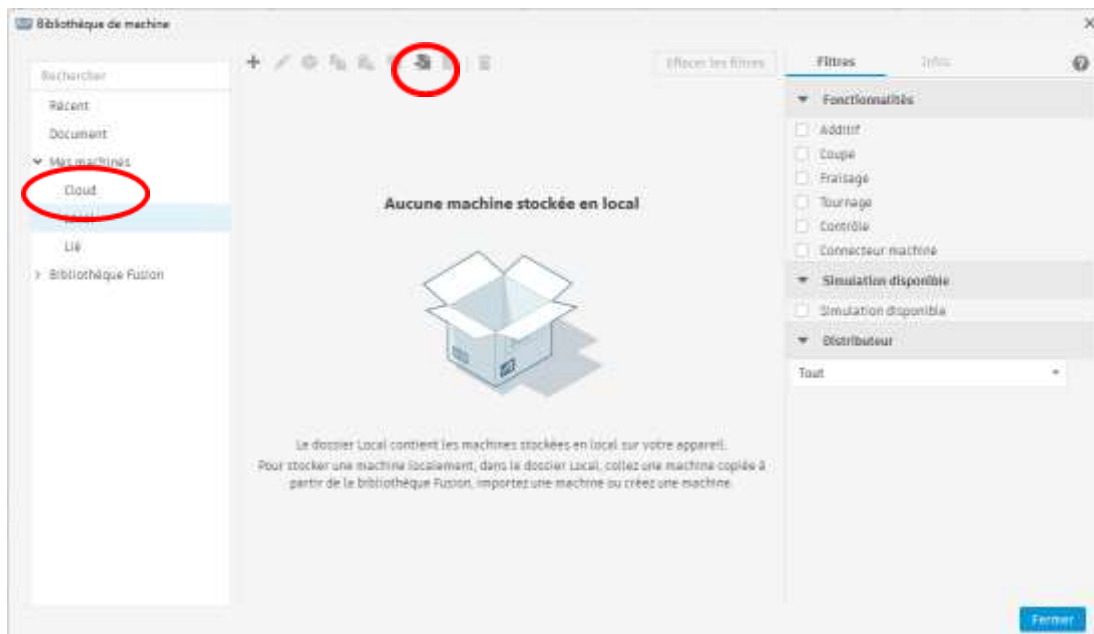 Bibliothèque de machine
Rechercher
Effacer les filtres
Filtres
Infos
Récent
Document
Mes machines
Cloud
Local
Lié
Bibliothèque Fusion
Aucune machine stockée en local
Le dossier Local contient les machines stockées en local sur votre appareil.
Pour stocker une machine localement, dans le dossier Local, collez une machine copiée à
partir de la bibliothèque Fusion, importez une machine ou créez une machine.
Fonctionnalités
Additif
Coupe
Fraisage
Tournage
Contrôle
Connecteur machine
Simulation disponible
Simulation disponible
Distributeur
Tout
Fermer